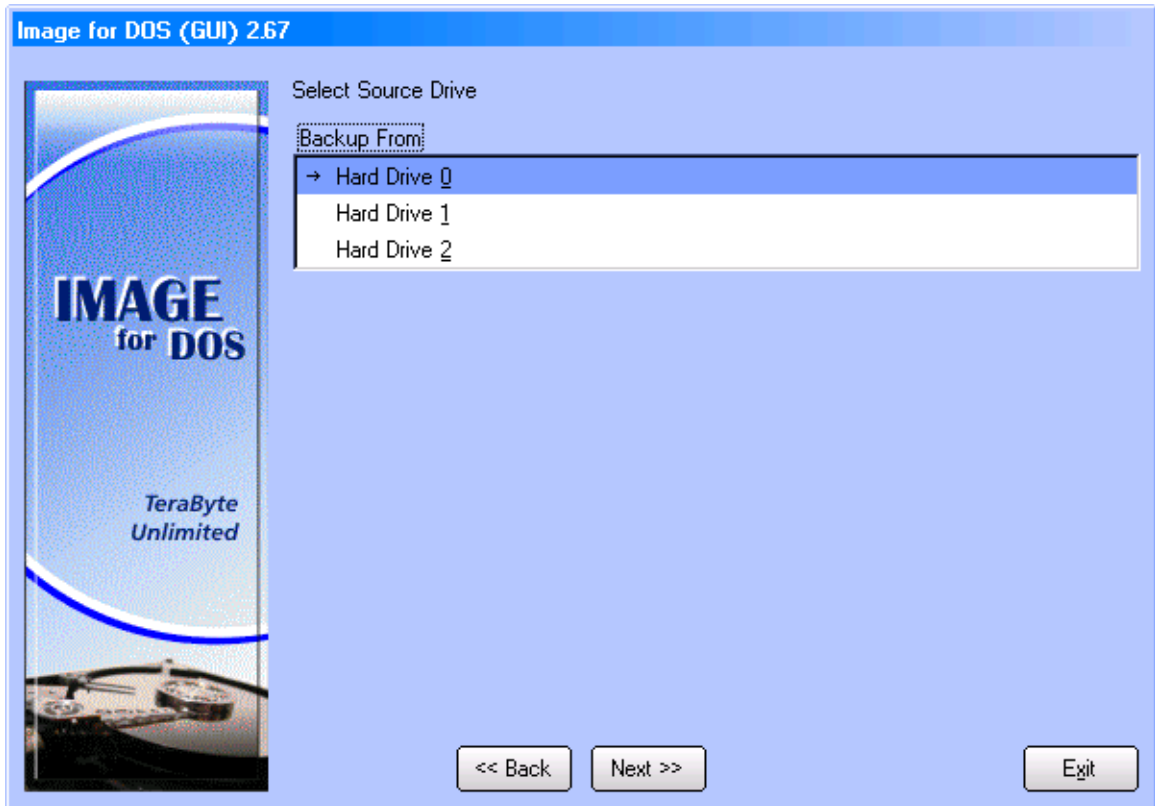 Image for DOS (GUI) 2.67
Select Source Drive
Backup From
→ Hard Drive 0
Hard Drive 1
Hard Drive 2
IMAGE
for DOS
TeraByte
Unlimited
<< Back Next >> Exit